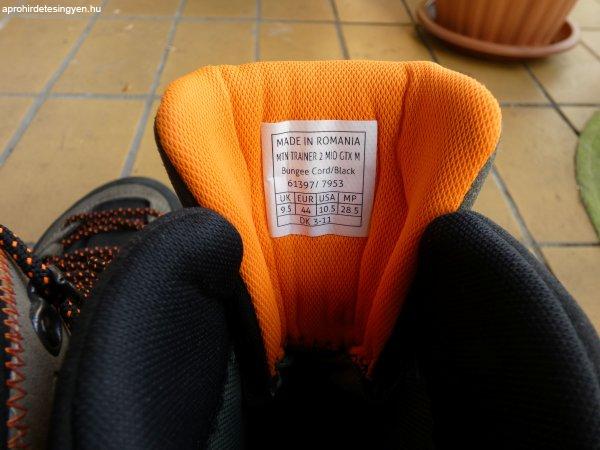 aprohirdetesingyen.hu
MADE IN ROMANIA
MTN TRAINER 2 MID GTX M
Bungee Cord/Black
61397/ 7953
UK EUR USA MP
9.5 44 10.5 28.5
DK 3-11